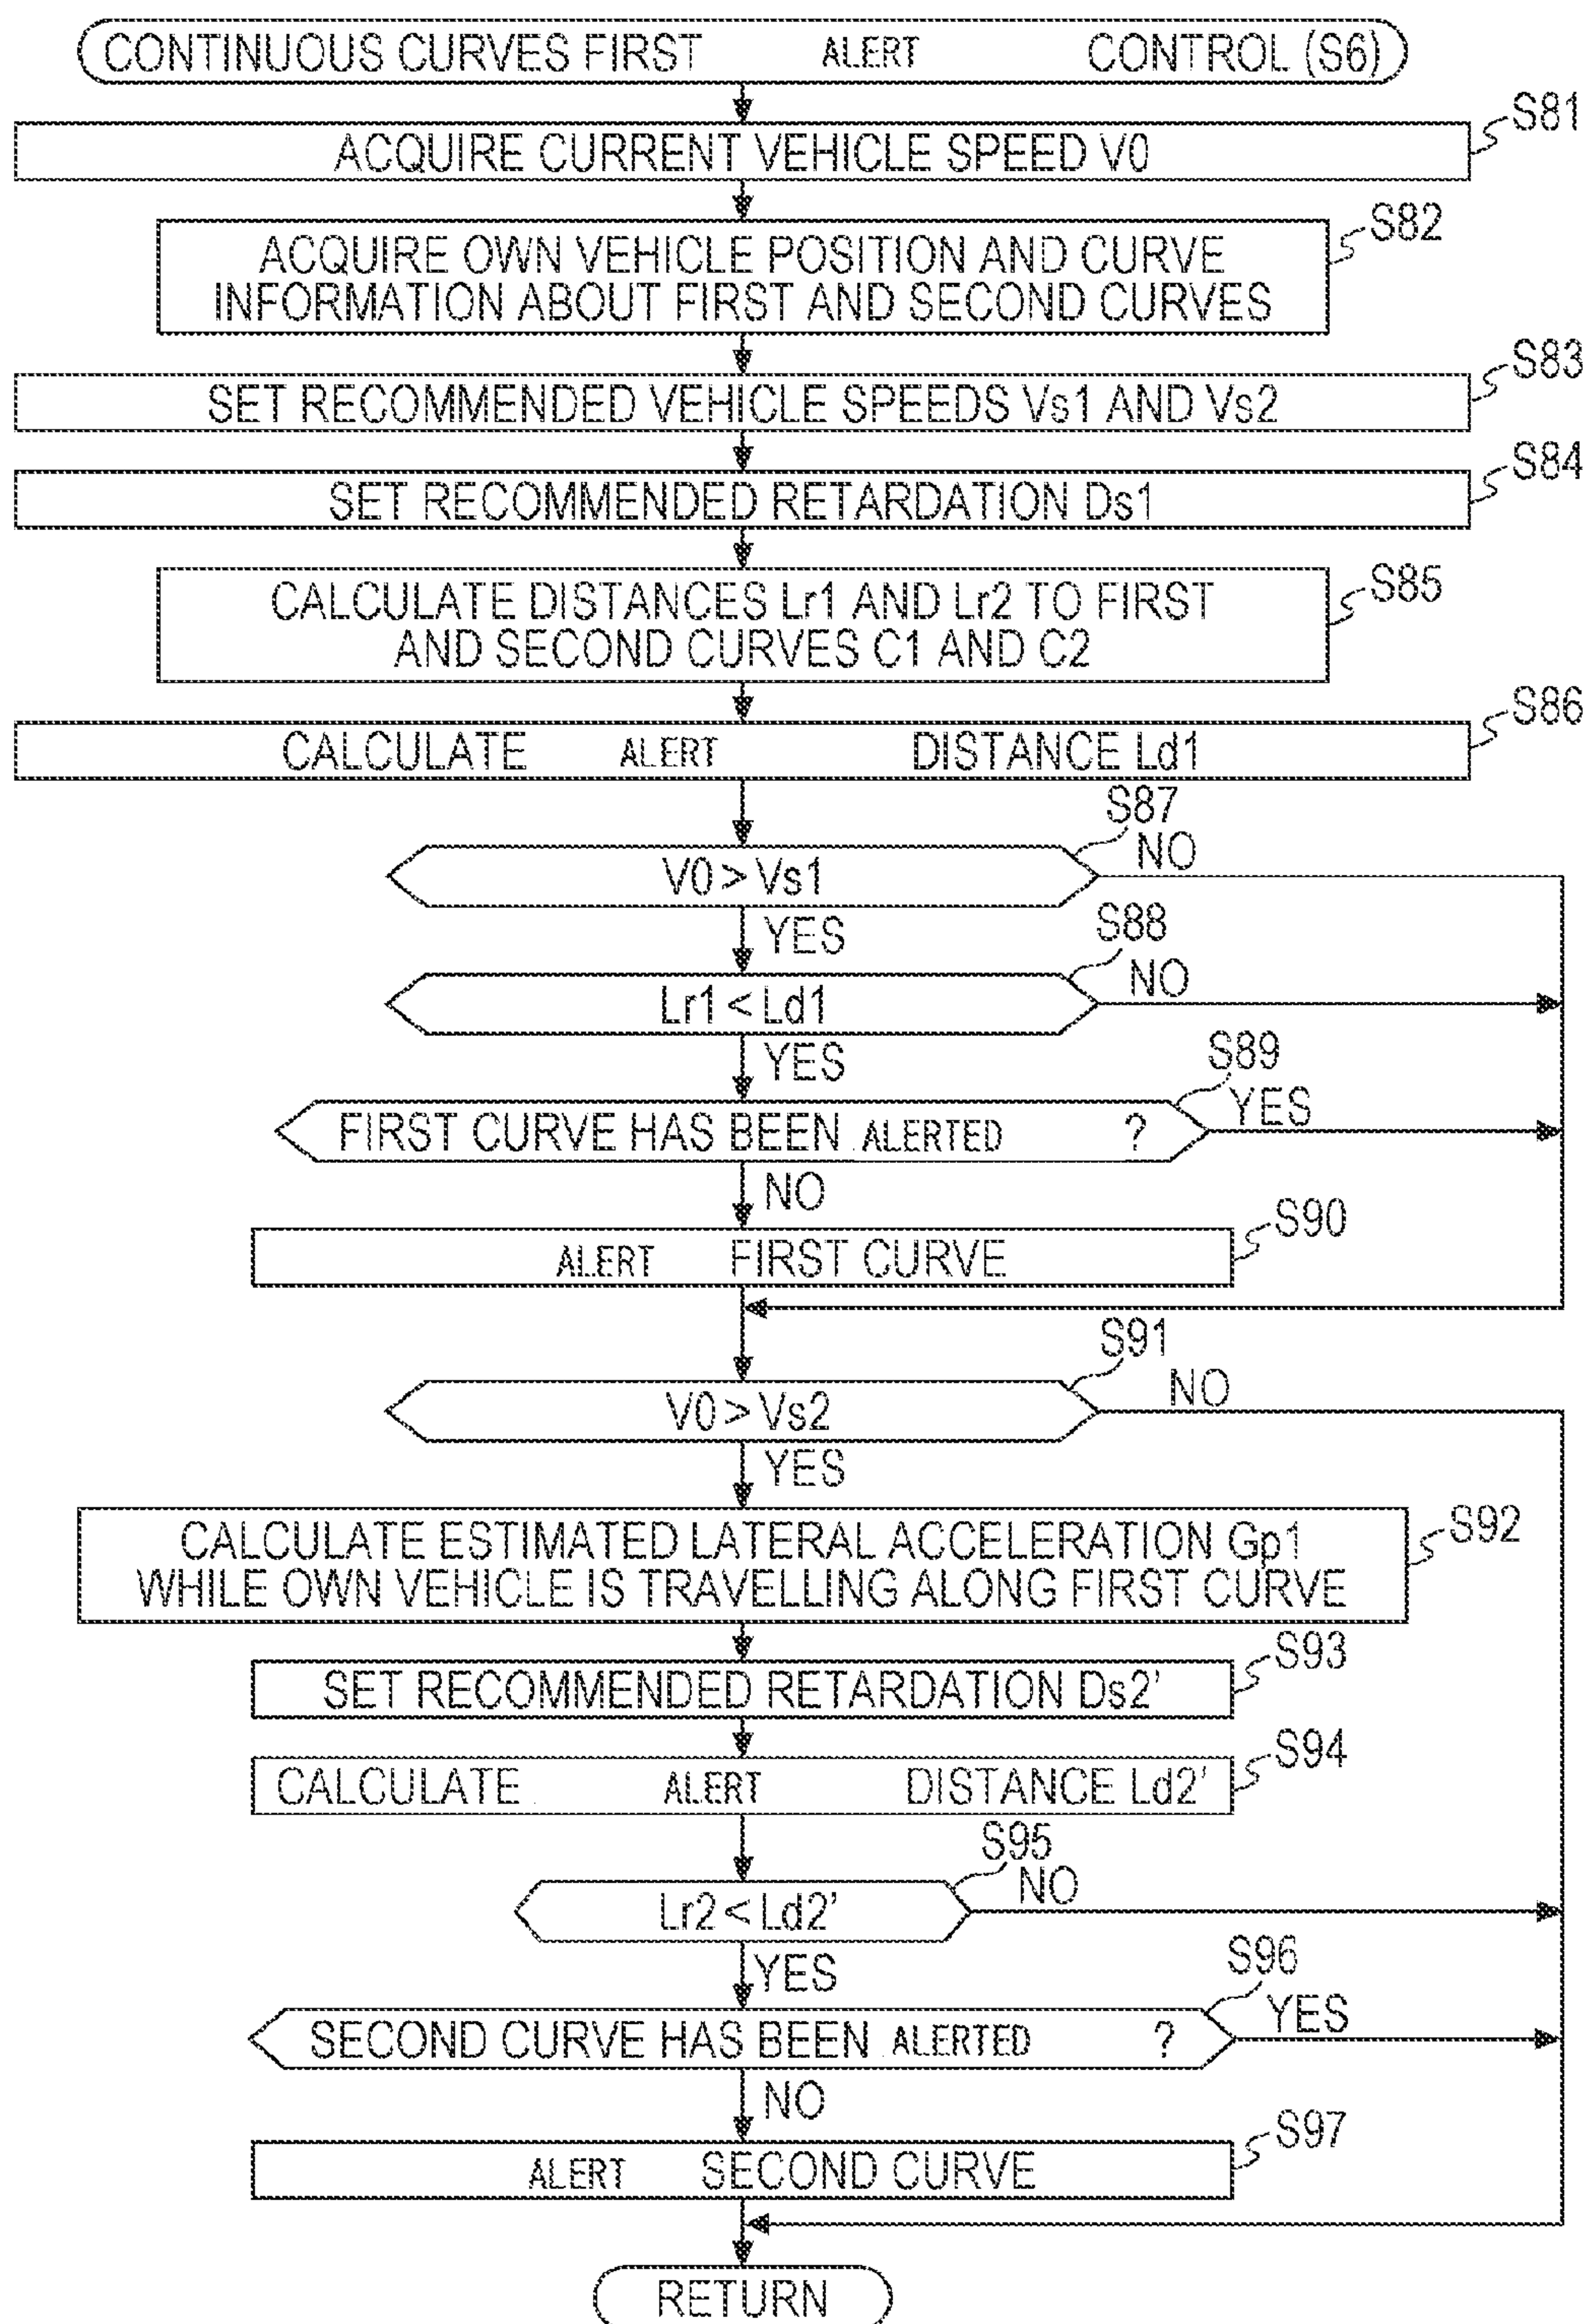 CONTINUOUS CURVES FIRST ALERT CONTROL (S6)
S81
ACQUIRE CURRENT VEHICLE SPEED V0
S82
ACQUIRE OWN VEHICLE POSITION AND CURVE
INFORMATION ABOUT FIRST AND SECOND CURVES
S83
SET RECOMMENDED VEHICLE SPEEDS Vs1 AND Vs2
S84
SET RECOMMENDED RETARDATION Ds1
S85
CALCULATE DISTANCES Lr1 AND Lr2 TO FIRST
AND SECOND CURVES C1 AND C2
S86
CALCULATE ALERT DISTANCE Ld1
S87
V0 > Vs1
NO
YES
S88
Lr1 < Ld1
NO
YES
S89
FIRST CURVE HAS BEEN ALERTED ?
YES
NO
S90
ALERT FIRST CURVE
S91
V0 > Vs2
NO
YES
S92
CALCULATE ESTIMATED LATERAL ACCELERATION Gp1
WHILE OWN VEHICLE IS TRAVELLING ALONG FIRST CURVE
S93
SET RECOMMENDED RETARDATION Ds2'
S94
CALCULATE ALERT DISTANCE Ld2'
S95
Lr2 < Ld2'
NO
YES
S96
SECOND CURVE HAS BEEN ALERTED ?
YES
NO
S97
ALERT SECOND CURVE
RETURN